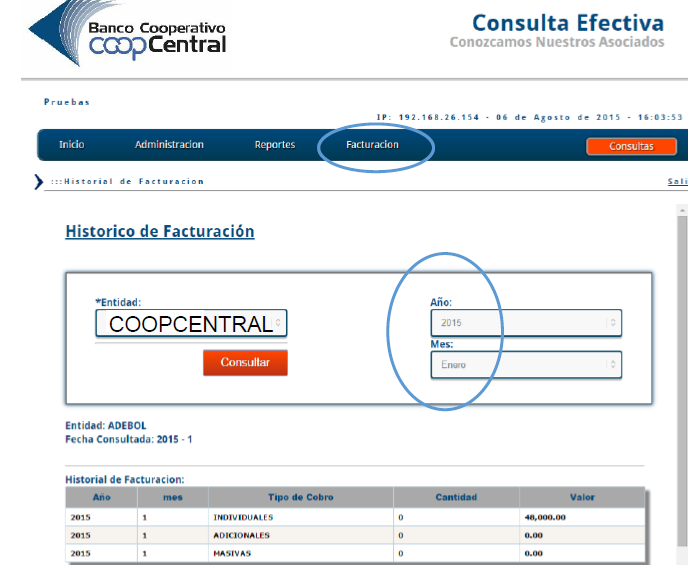 Banco Cooperativo
coopCentral
Consulta Efectiva
Conozcamos Nuestros Asociados
Pruebas
IP: 192.168.26.154 - 06 de Agosto de 2015 - 16:03:53
Inicio Administracion Reportes Facturacion Consultas
:::Historial de Facturacion
Sali
Historico de Facturación
*Entidad:
COOPCENTRAL
Consultar
Año:
2015
Mes:
Enero
Entidad: ADEBOL
Fecha Consultada: 2015 - 1
Historial de Facturacion:
Año mes Tipo de Cobro Cantidad Valor
2015 1 INDIVIDUALES 0 48,000.00
2015 1 ADICIONALES 0 0.00
2015 1 MASIVAS 0 0.00